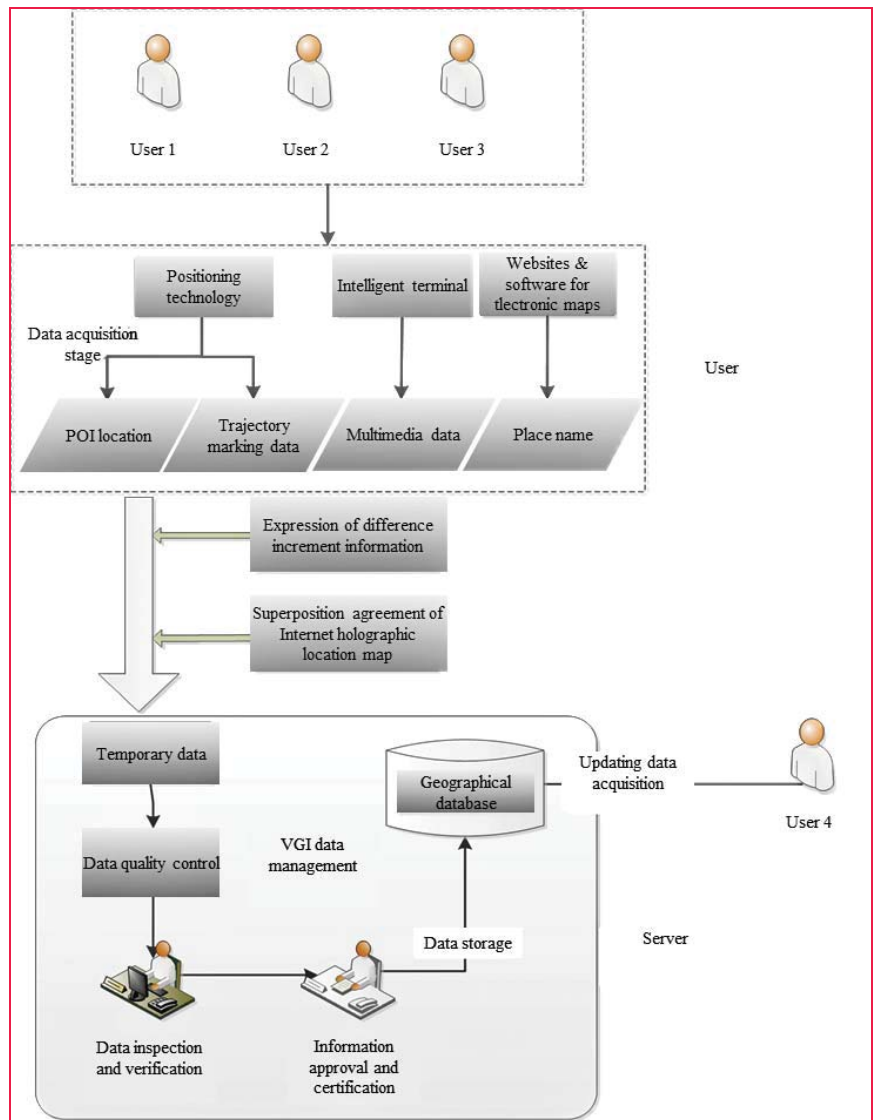 User 1
User 2
User 3
Positioning
technology
Intelligent terminal
Websites &
software for
tlectronic maps
Data acquisition
stage
User
POI location
Trajectory
marking data
Multimedia data
Place name
Expression of difference
increment information
Superposition agreement of
Internet holographic
location map
Temporary data
Geographical
database
Updating data
acquisition
User 4
Data quality control
VGI data
management
Data storage
Server
Data inspection
and verification
Information
approval and
certification